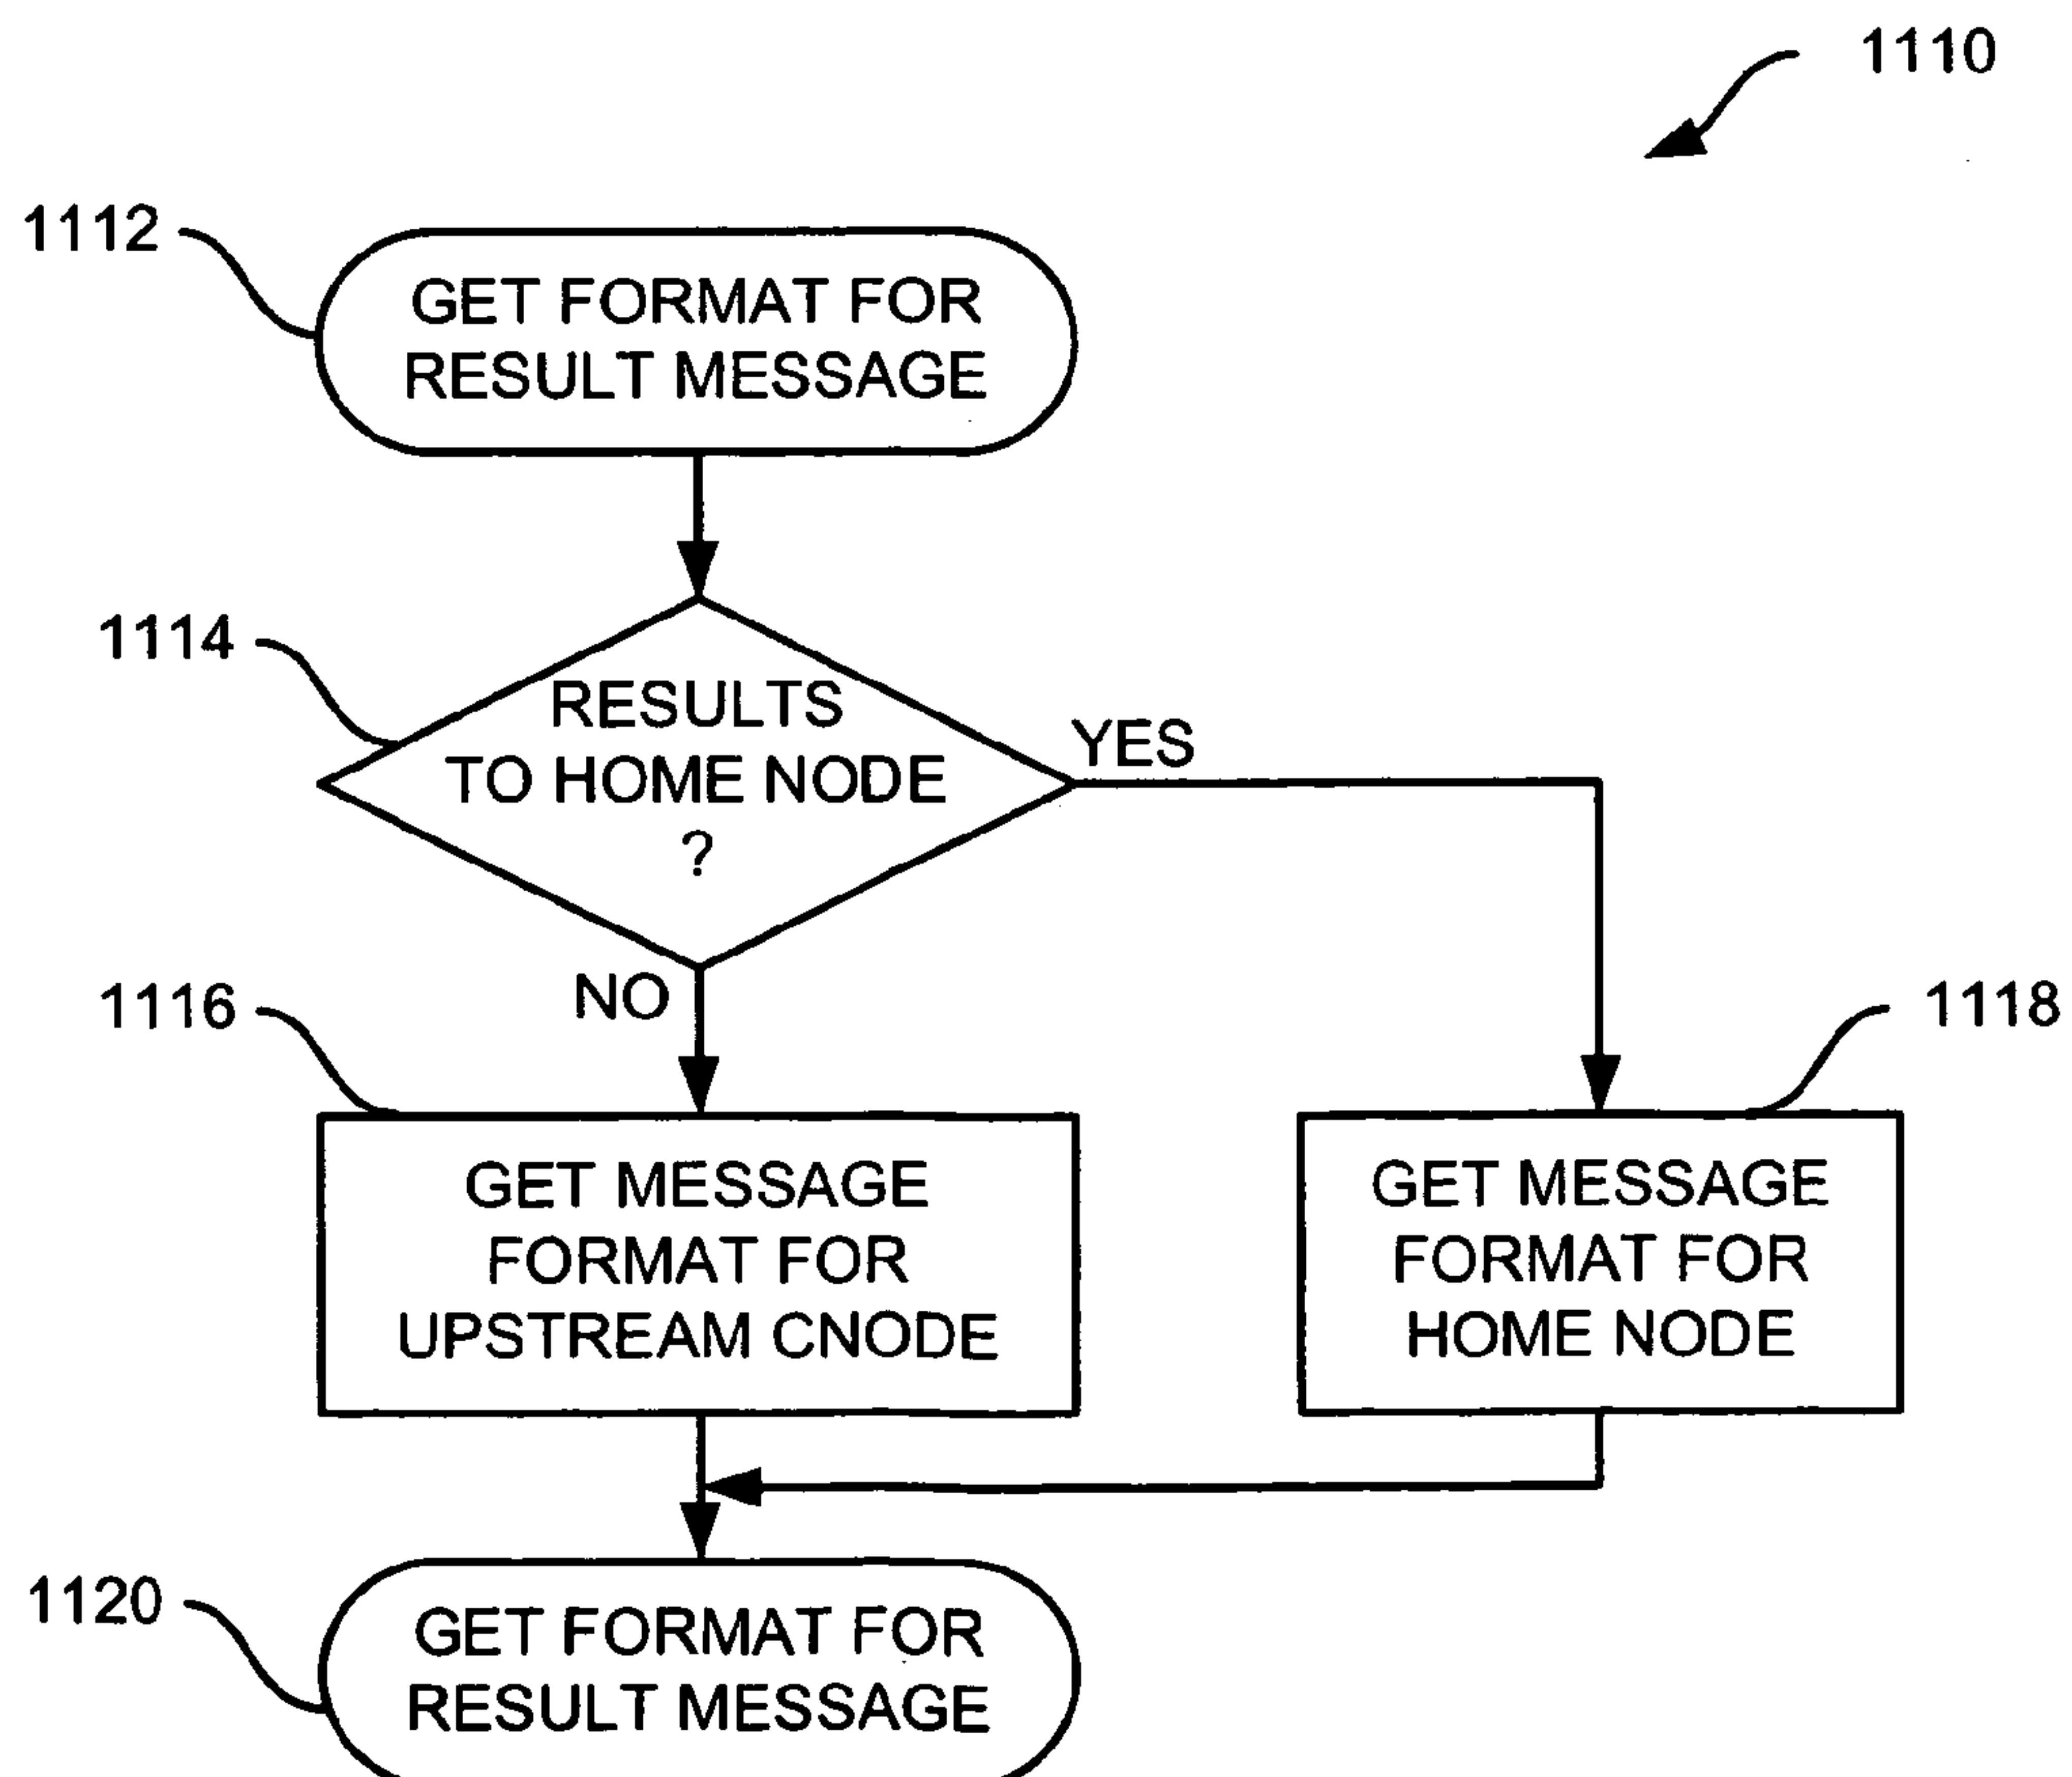 1110
1112
GET FORMAT FOR
RESULT MESSAGE
1114
RESULTS
TO HOME NODE
?
YES
NO
1116
GET MESSAGE
FORMAT FOR
UPSTREAM CNODE
1118
GET MESSAGE
FORMAT FOR
HOME NODE
1120
GET FORMAT FOR
RESULT MESSAGE